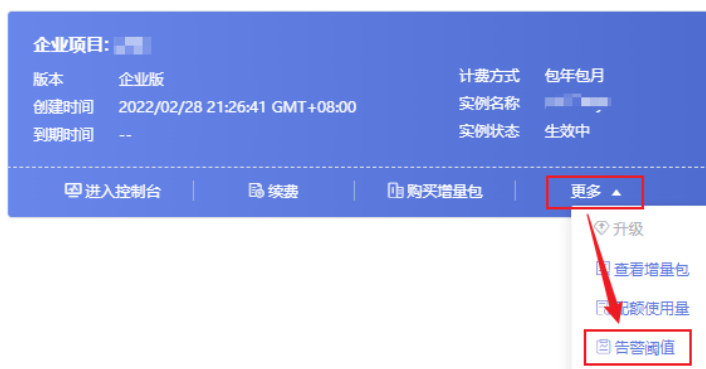 企业项目:
版本 企业版
计费方式 包年包月
创建时间 2022/02/28 21:26:41 GMT+08:00
实例名称
到期时间 --
实例状态 生效中
进入控制台 续费 购买增量包 更多
升级
查看增量包
配额使用量
告警阈值